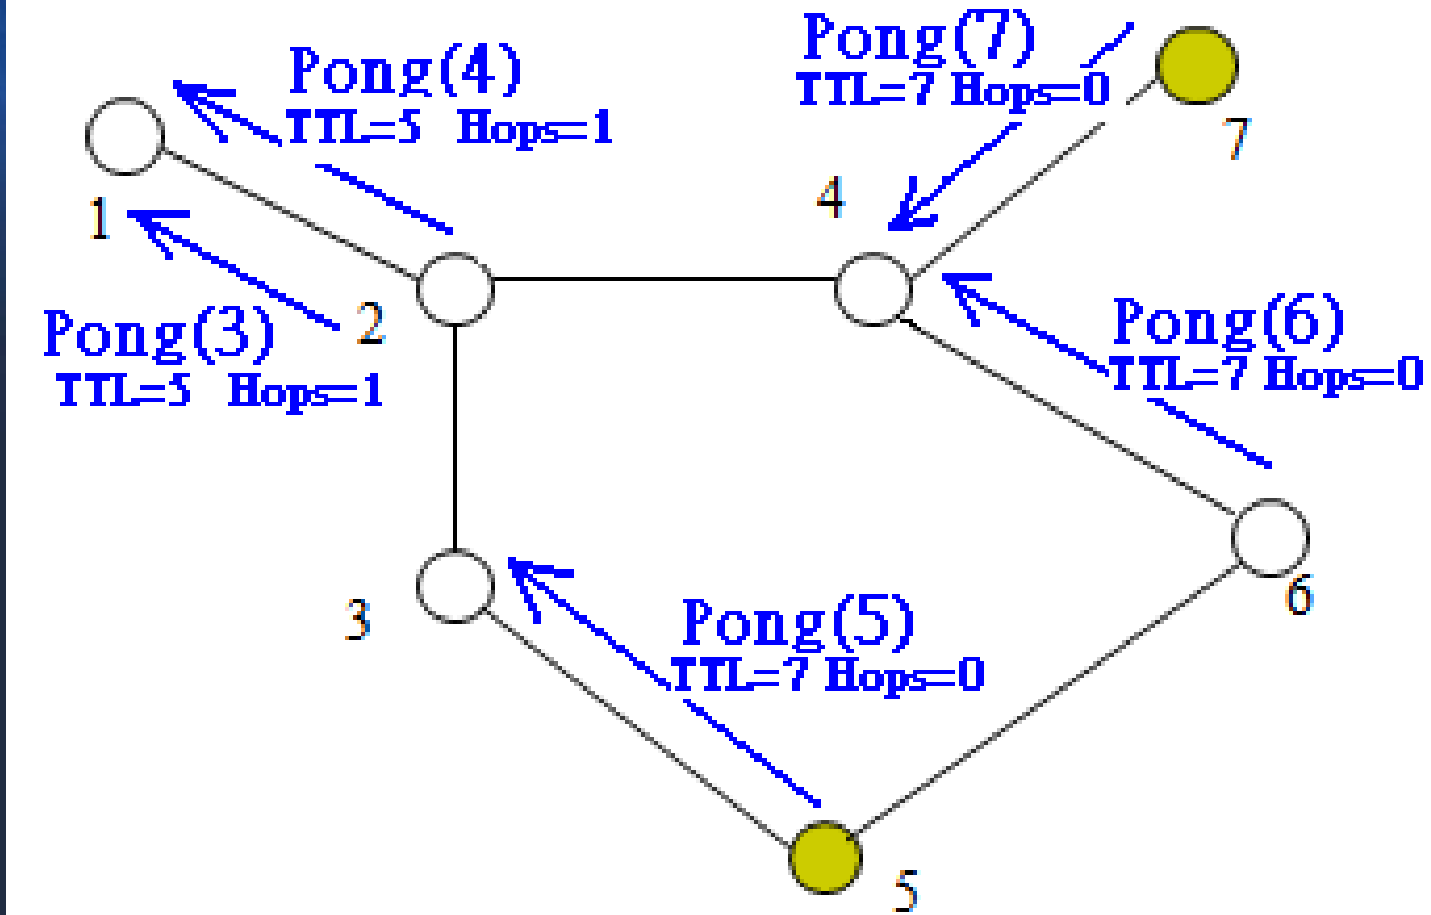 Pong(7)
TTL=7 Hops=0
Pong(4)
TTL=5 Hops=1
7
4
1
2
Pong(3)
TTL=5 Hops=1
Pong(6)
TTL=7 Hops=0
3
6
Pong(5)
TTL=7 Hops=0
5